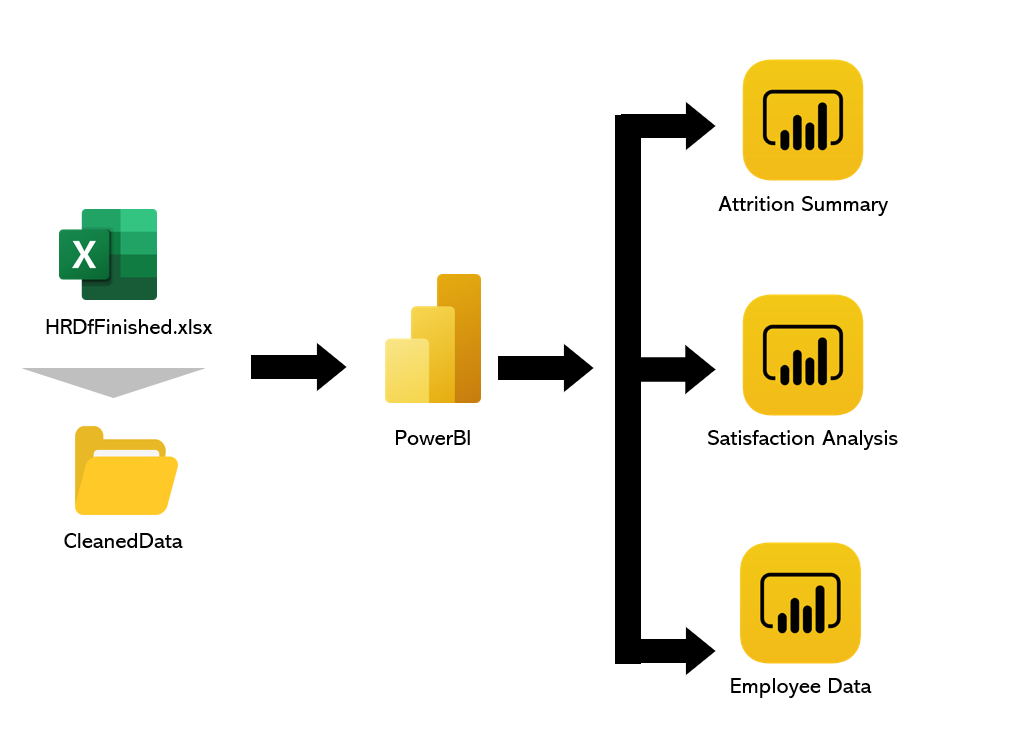 X
HRDfFinished.xlsx
CleanedData
PowerBI
Attrition Summary
Satisfaction Analysis
Employee Data